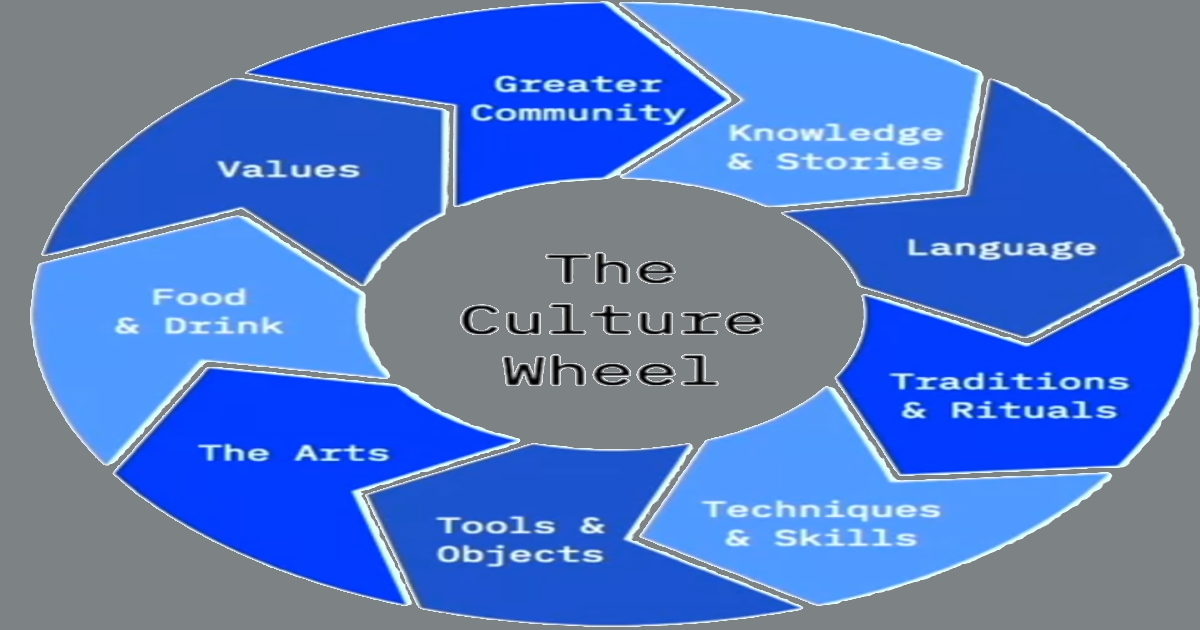 Greater
Community
Knowledge
& Stories
Values
Language
The
Culture
Wheel
Food
& Drink
Traditions
& Rituals
The Arts
Techniques
& Skills
Tools &
Objects